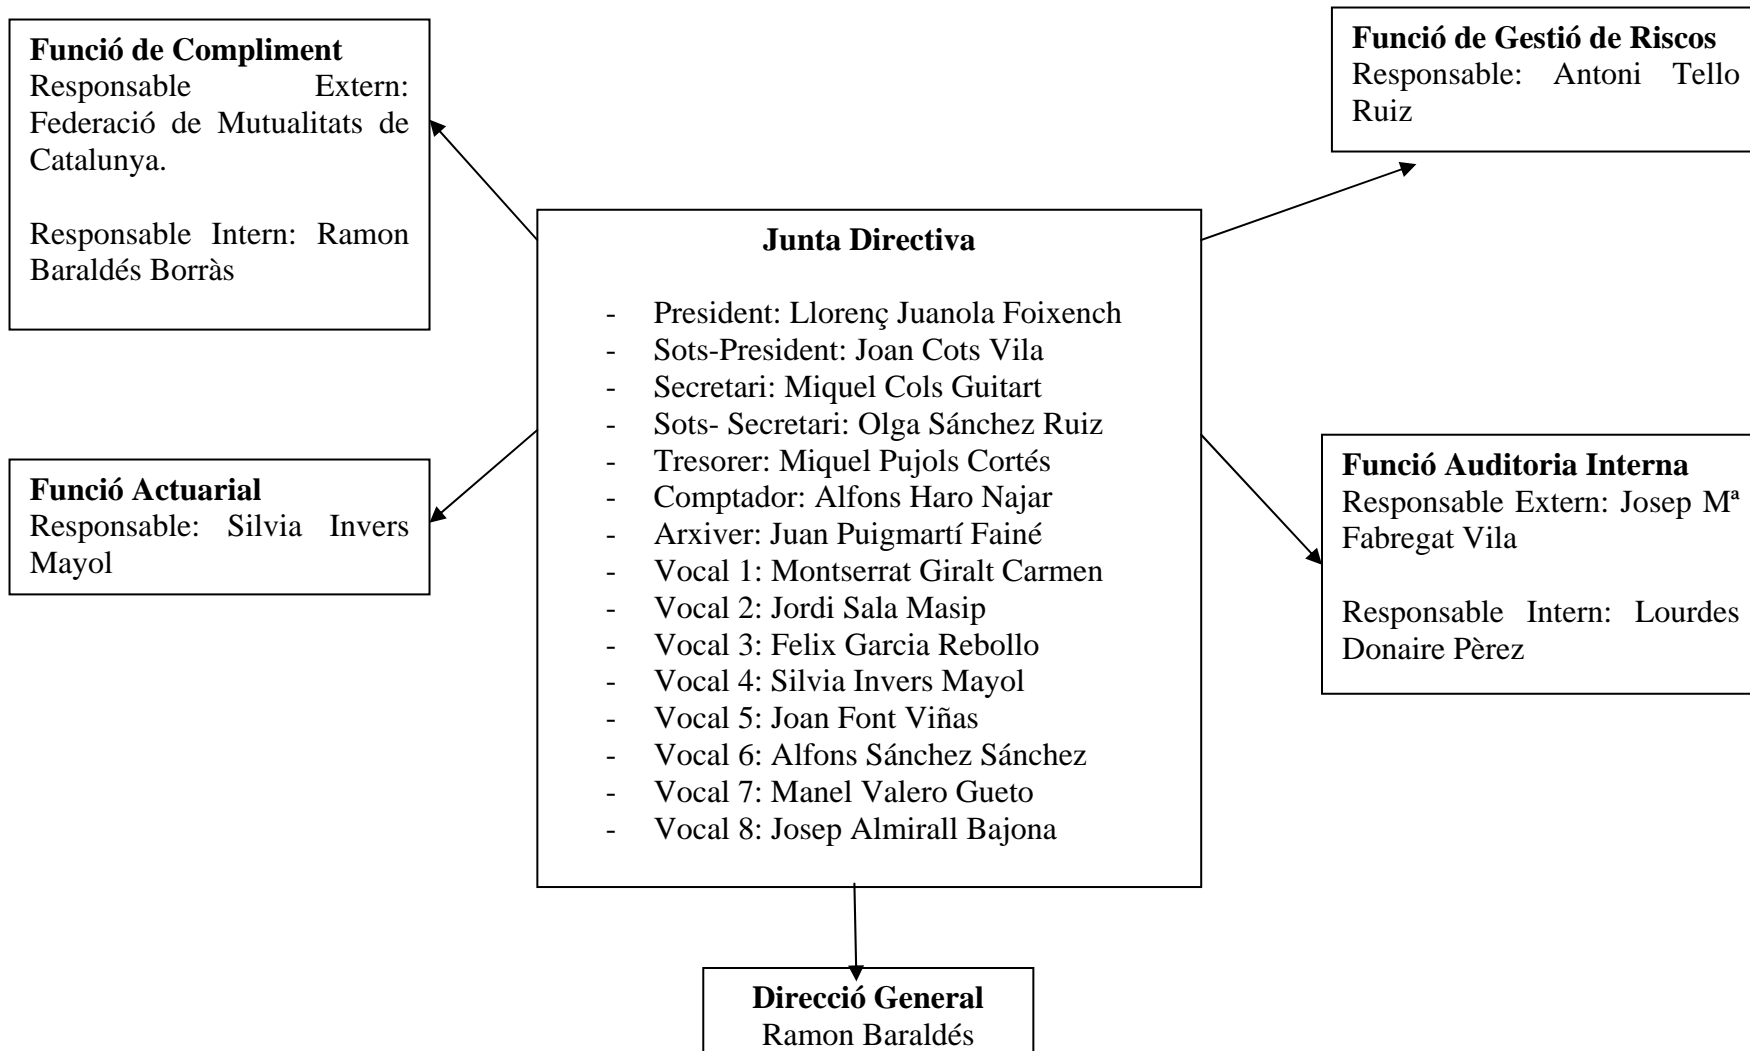 Funció de Compliment
Responsable Extern:
Federació de Mutualitats de
Catalunya.
Responsable Intern: Ramon
Baraldés Borràs
Funció de Gestió de Riscos
Responsable: Antoni Tello
Ruiz
Junta Directiva
- President: Llorenç Juanola Foixench
- Sots-President: Joan Cots Vila
- Secretari: Miquel Cols Guitart
- Sots- Secretari: Olga Sánchez Ruiz
- Tresorer: Miquel Pujols Cortés
- Comptador: Alfons Haro Najar
- Arxiver: Juan Puigmartí Fainé
- Vocal 1: Montserrat Giralt Carmen
- Vocal 2: Jordi Sala Masip
- Vocal 3: Felix Garcia Rebollo
- Vocal 4: Silvia Invers Mayol
- Vocal 5: Joan Font Viñas
- Vocal 6: Alfons Sánchez Sánchez
- Vocal 7: Manel Valero Gueto
- Vocal 8: Josep Almirall Bajona
Funció Actuarial
Responsable: Silvia Invers
Mayol
Funció Auditoria Interna
Responsable Extern: Josep Mª
Fabregat Vila
Responsable Intern: Lourdes
Donaire Pèrez
Direcció General
Ramon Baraldés